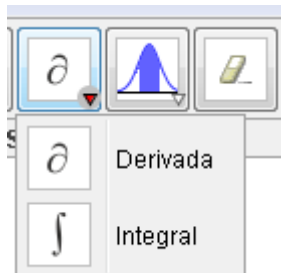 ∂
s
∂ Derivada
∫ Integral